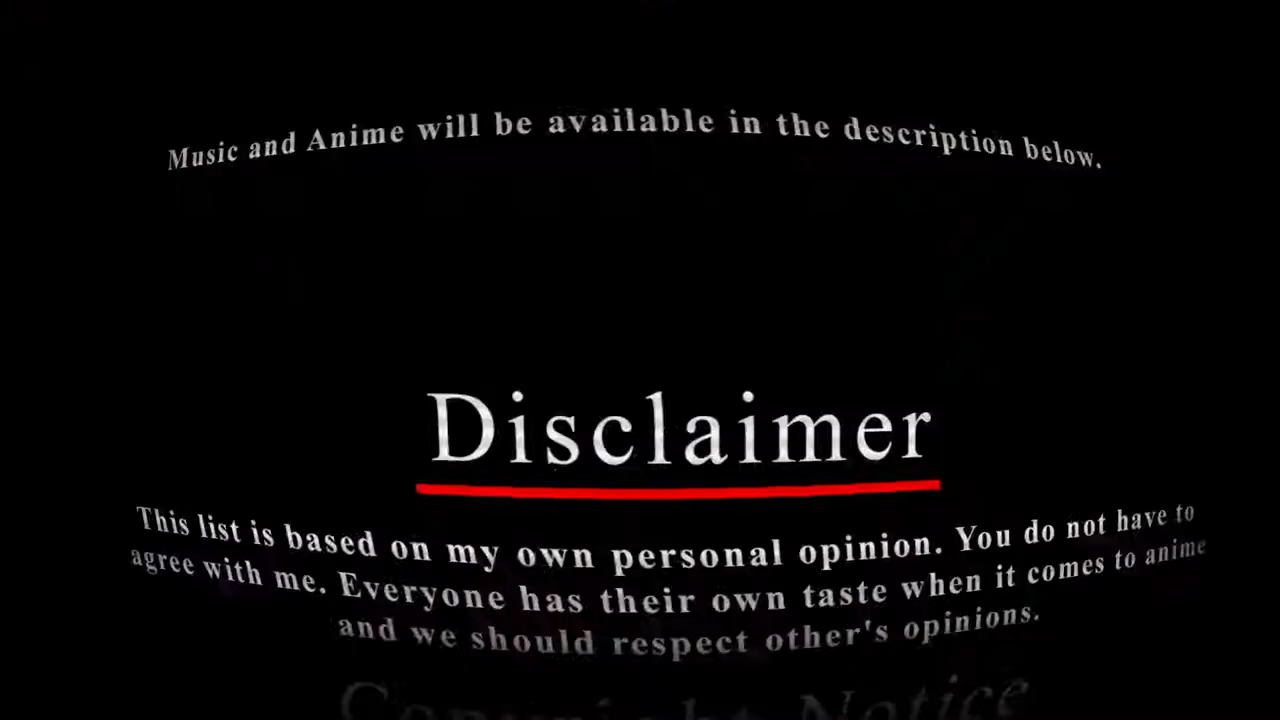 Music and Anime will be available in the description below.
Disclaimer
This list is based on my own personal opinion. You do not have to
agree with me. Everyone has their own taste when it comes to anime
and we should respect other's opinions.
Copyright Notice